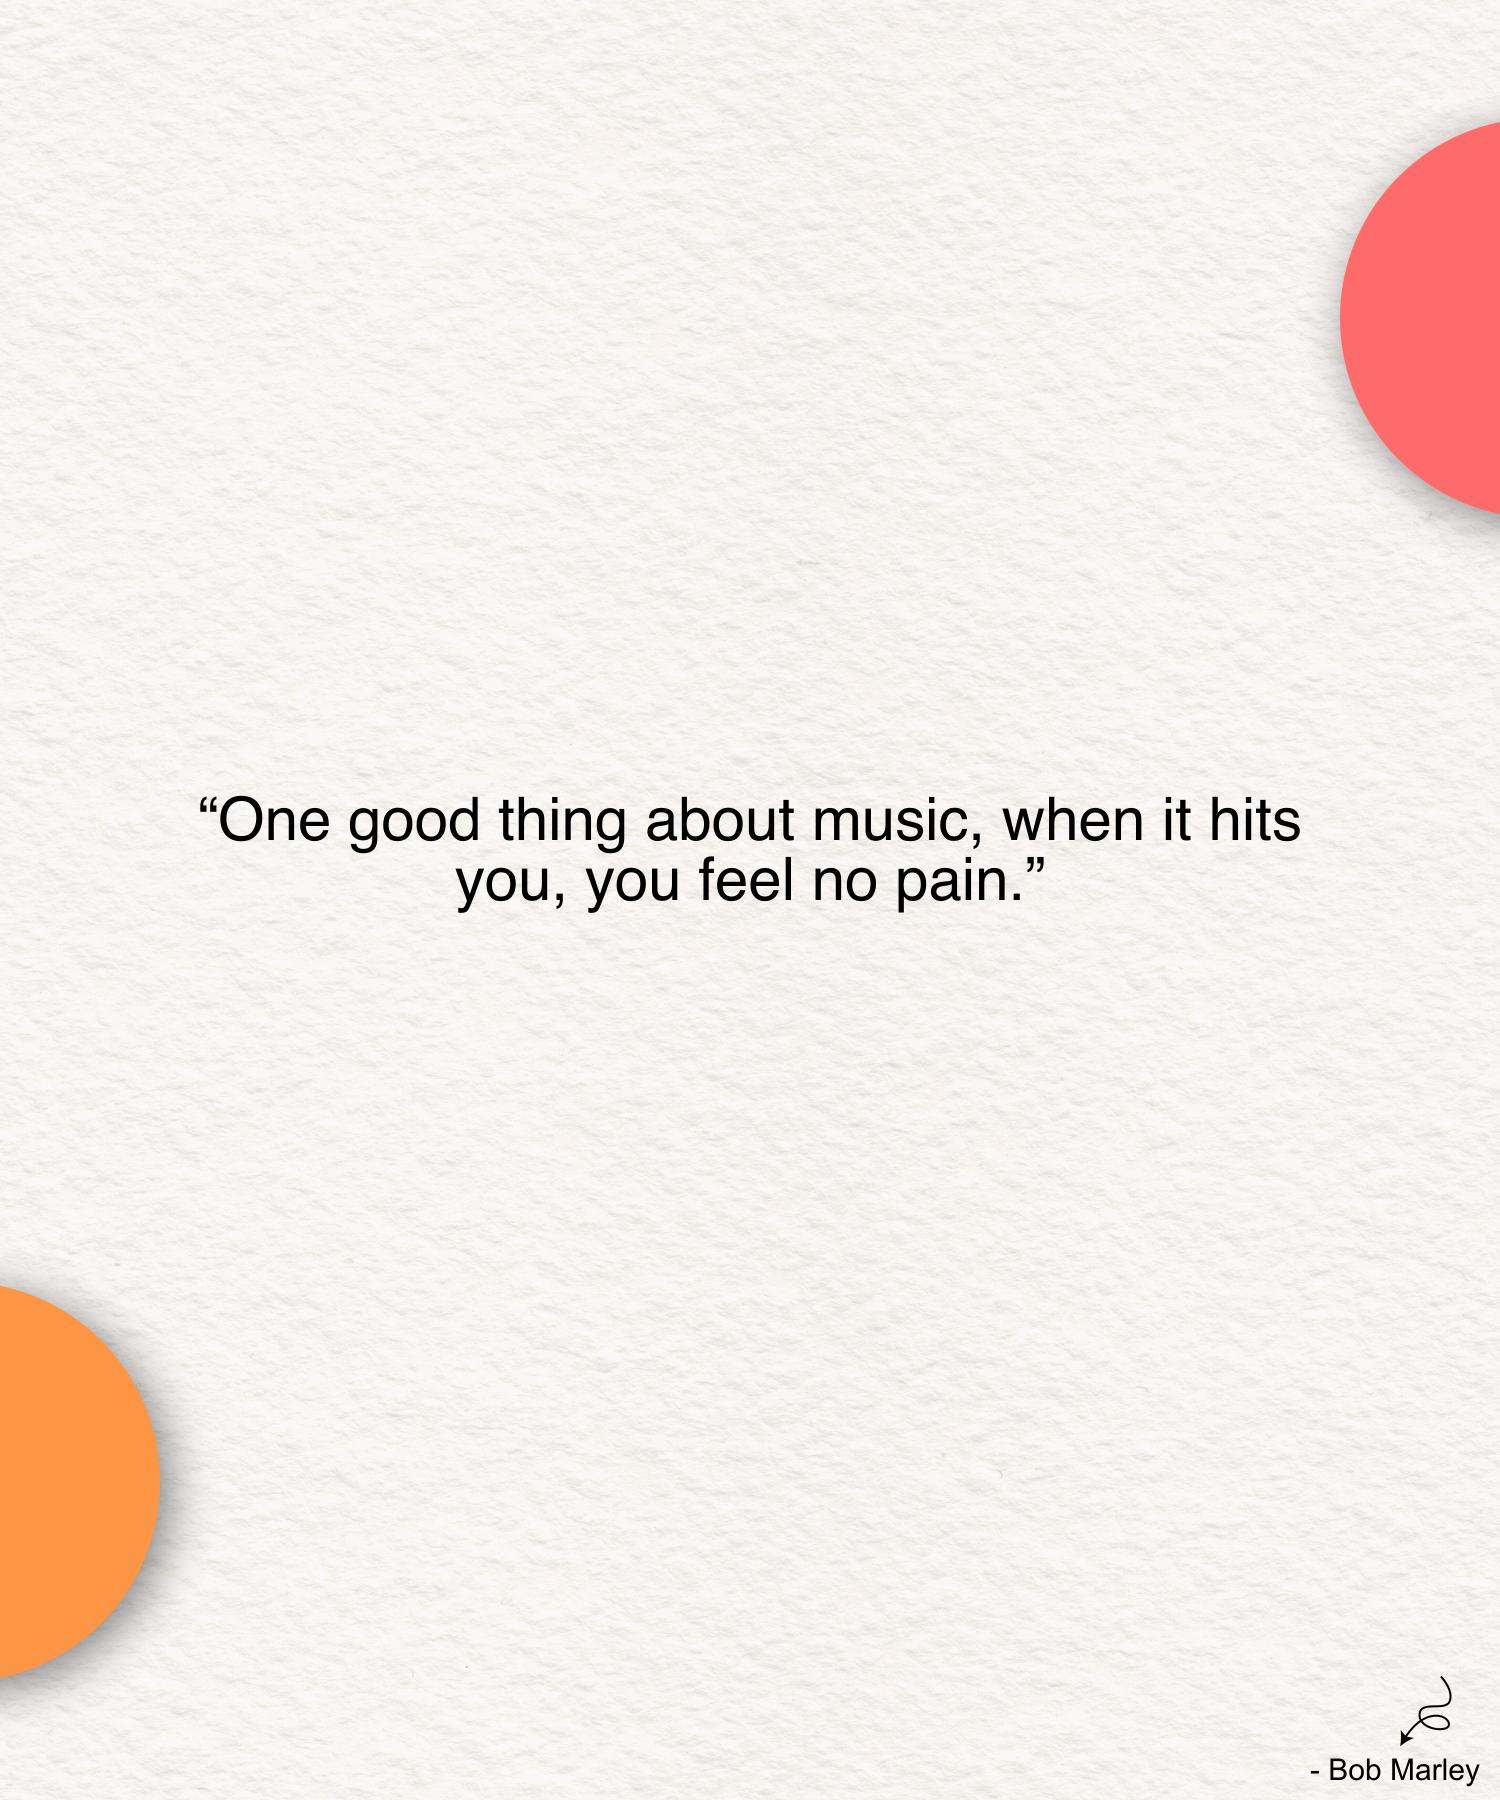 “One good thing about music, when it hits
you, you feel no pain.”
- Bob Marley